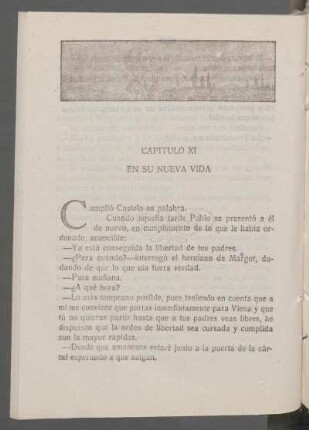 CAPITULO XI
EN SU NUEVA VIDA
Cumplió Castelo su palabra.
Cuando aquella tarde Pablo se presentó a él
de nuevo, en cumplimiento de lo que le había or-
denado, anuncióle:
—Ya está conseguida la libertad de tus padres.
—¿Para cuándo?—interrogó el hermano de Margot, du-
dando de que lo que oía fuera verdad.
—Para mañana.
—¿A qué hora?
—Lo más temprano posible, pues teniendo en cuenta que a
mí me conviene que partas inmediatamente para Viena y que
tú no quieras partir hasta que a tus padres veas libres, he
dispuesto que la orden de libertad sea cursada y cumplida
con la mayor rapidez.
—Desde que amanezca estaré junto a la puerta de la cár-
cel esperando a que salgan.